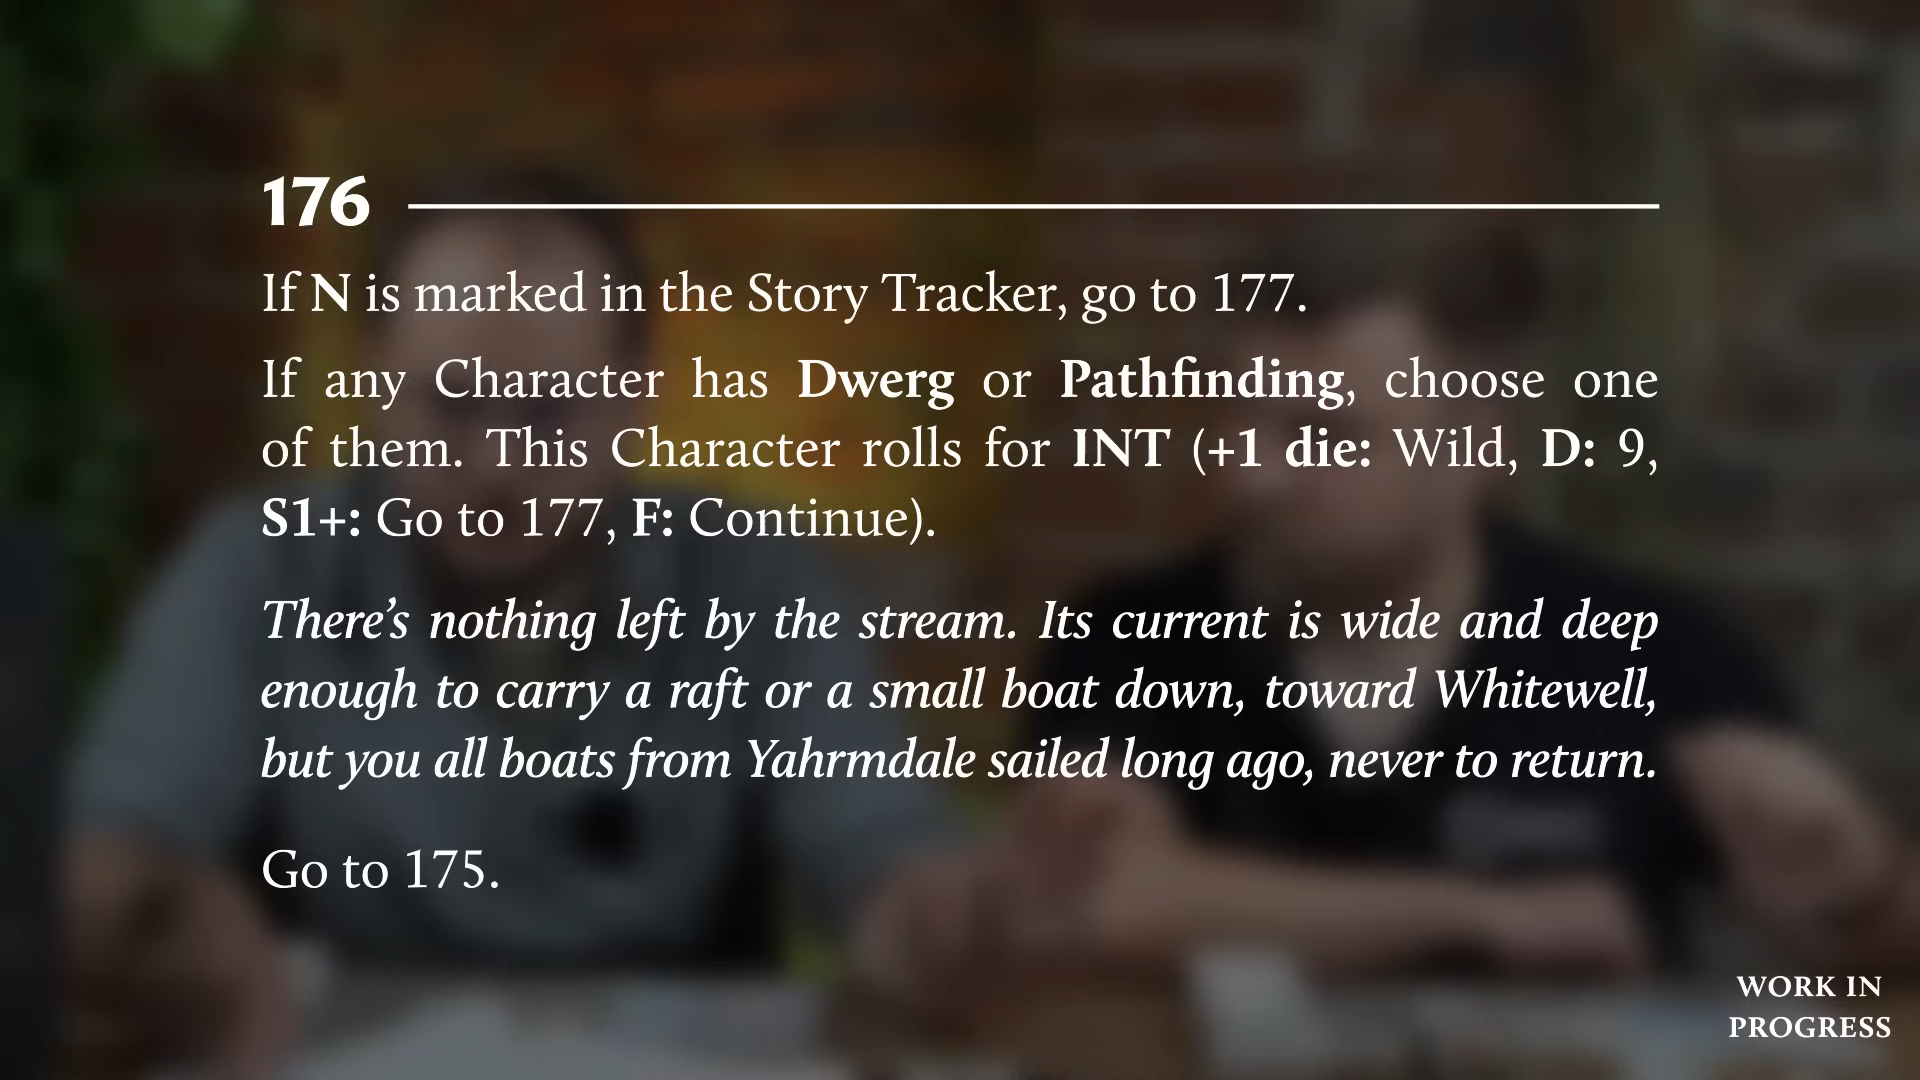 176
If N is marked in the Story Tracker, go to 177.
If any Character has Dwerg or Pathfinding, choose one
of them. This Character rolls for INT (+1 die: Wild, D: 9,
S1+: Go to 177, F: Continue).
There’s nothing left by the stream. Its current is wide and deep
enough to carry a raft or a small boat down, toward Whitewell,
but you all boats from Yahrmdale sailed long ago, never to return.
Go to 175.
WORK IN
PROGRESS